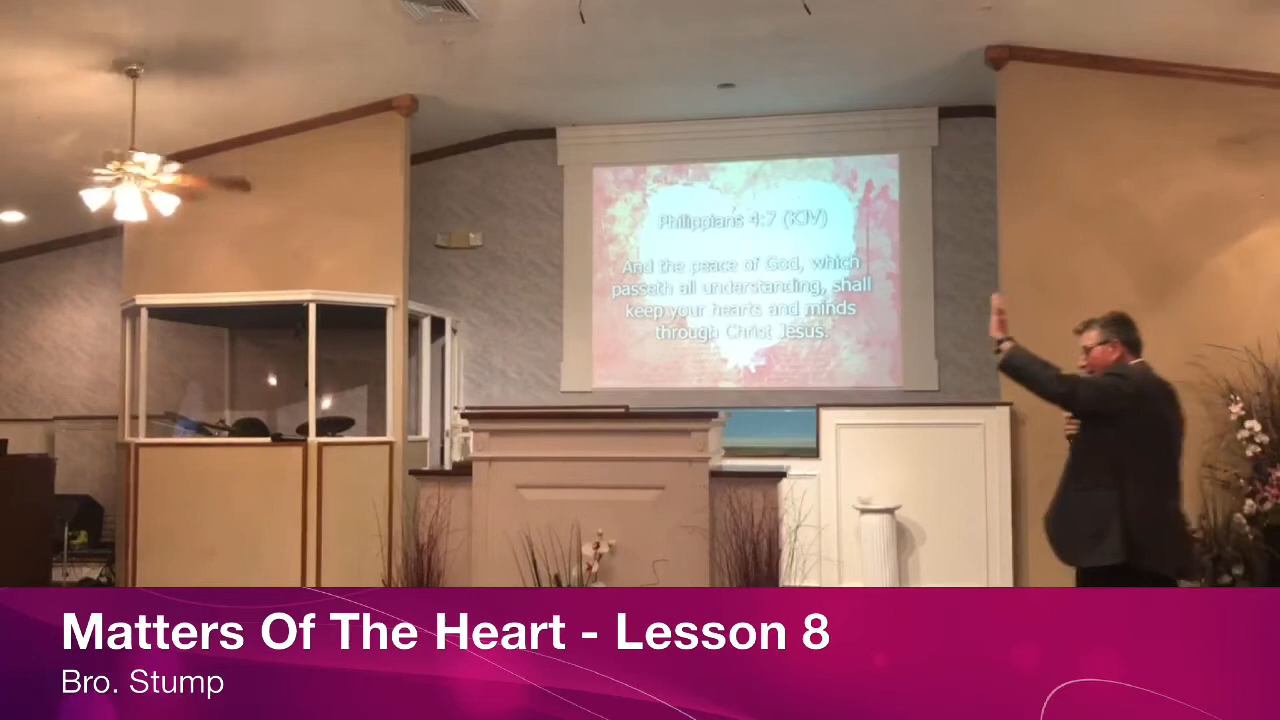 Philippians 4:7 (KJV)
And the peace of God, which
passeth all understanding, shall
keep your hearts and minds
through Christ Jesus.
Matters Of The Heart - Lesson 8
Bro. Stump